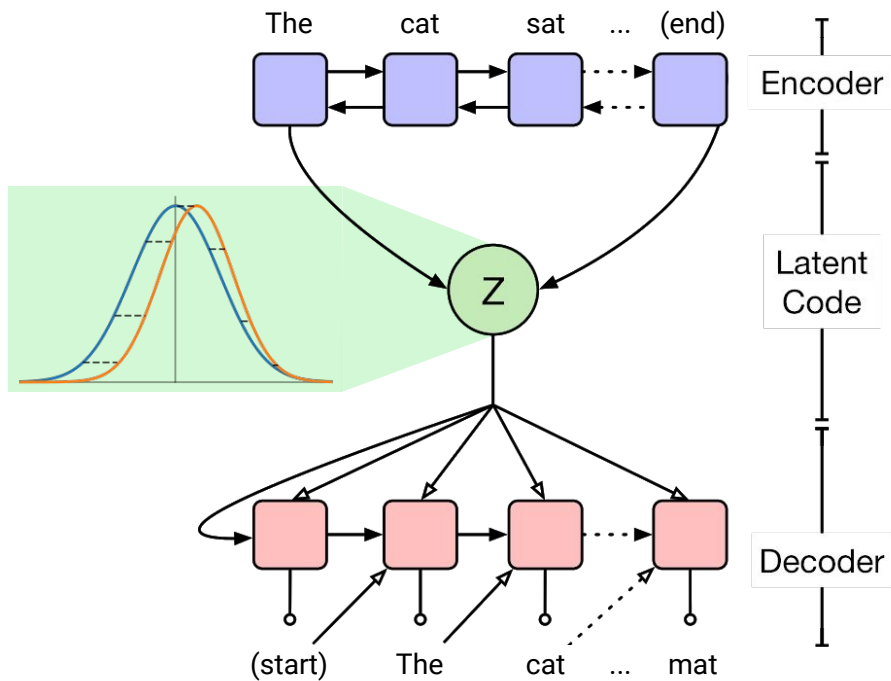 The cat sat ... (end)
Encoder
Z
Latent
Code
Decoder
(start) The cat ... mat